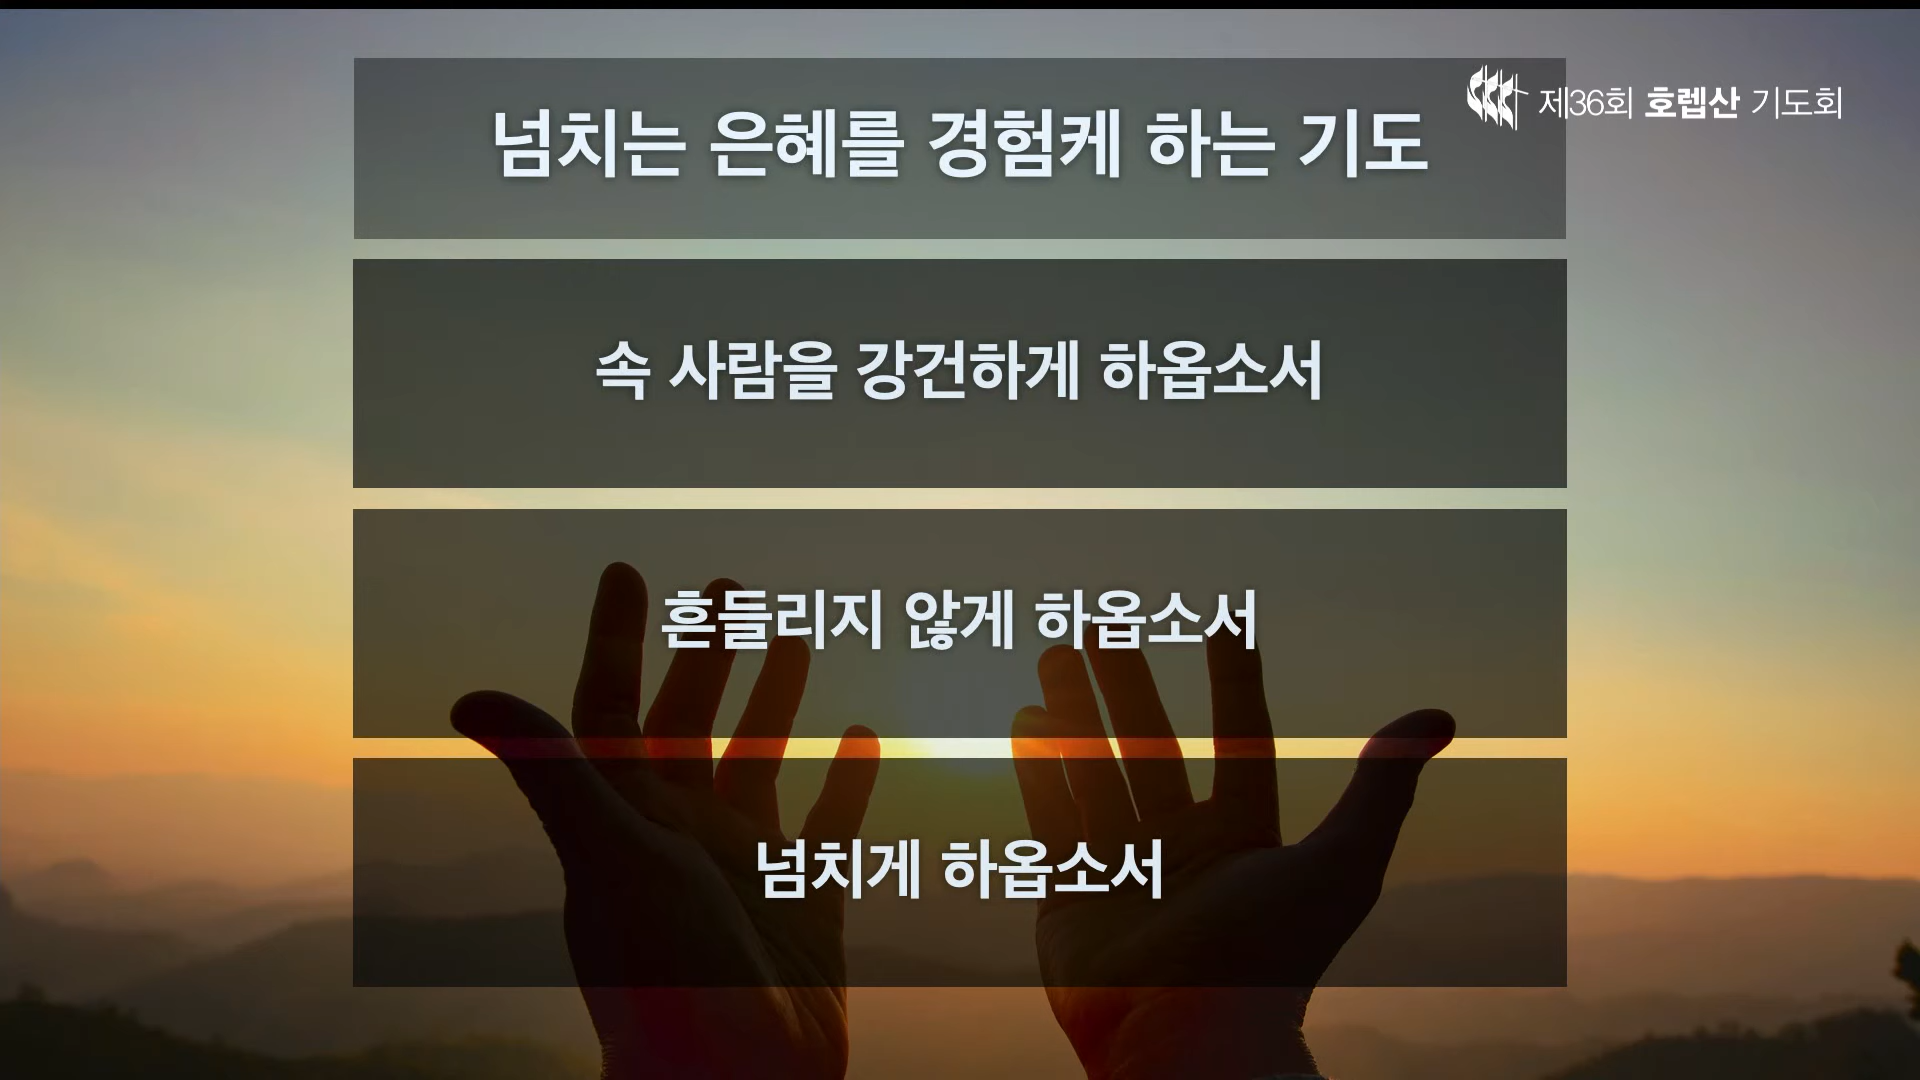 제36회 호렙산 기도회
넘치는 은혜를 경험케 하는 기도
속 사람을 강건하게 하옵소서
흔들리지 않게 하옵소서
넘치게 하옵소서